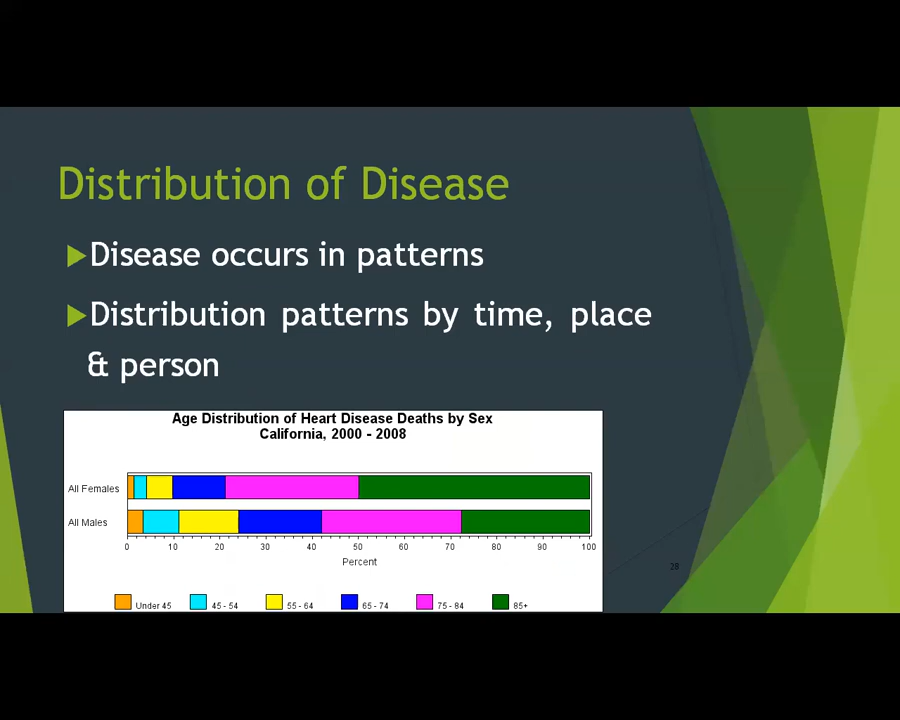 Distribution of Disease
Disease occurs in patterns
Distribution patterns by time, place
& person
Age Distribution of Heart Disease Deaths by Sex
California, 2000 - 2008
All Females
All Males
0 10 20 30 40 50 60 70 80 90 100
Percent
28
Under 45 45 - 54 55 - 64 65 - 74 75 - 84 85+